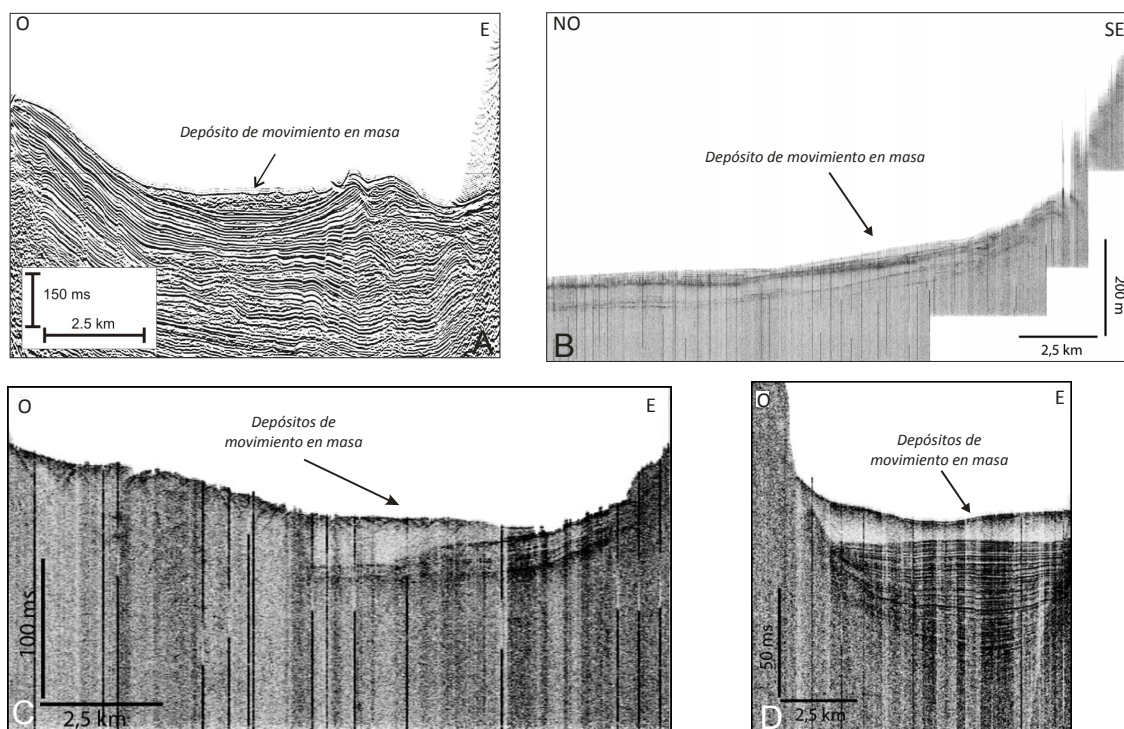 O
E
Depósito de movimiento en masa
150 ms
2.5 km
A
NO
SE
Depósito de movimiento en masa
200 m
2,5 km
B
O
E
Depósitos de
movimiento en masa
100 ms
2,5 km
C
O
E
Depósitos de
movimiento en masa
50 ms
2,5 km
D